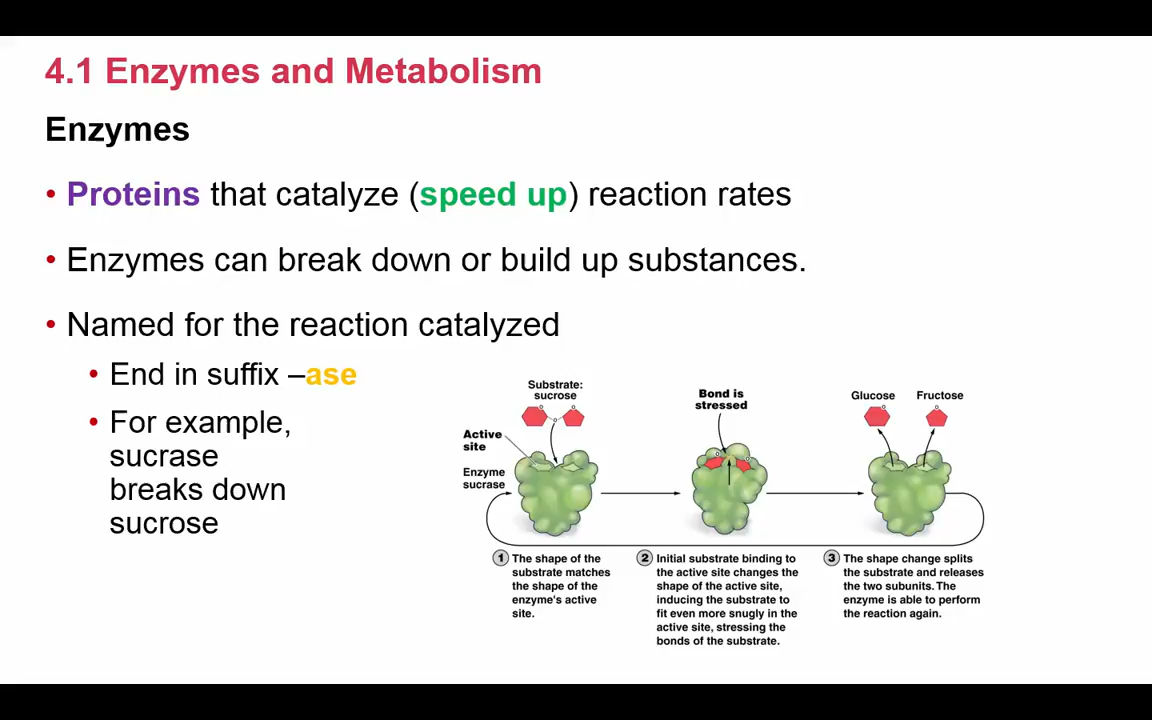 4.1 Enzymes and Metabolism
Enzymes
• Proteins that catalyze (speed up) reaction rates
• Enzymes can break down or build up substances.
• Named for the reaction catalyzed
• End in suffix –ase
• For example,
sucrase
breaks down
sucrose
Substrate:
sucrose
O
O
O
Active
site
Enzyme
sucrase
1 The shape of the
substrate matches
the shape of the
enzyme's active
site.
Bond is
stressed
O
O
2 Initial substrate binding to
the active site changes the
shape of the active site,
inducing the substrate to
fit even more snugly in the
active site, stressing the
bonds of the substrate.
Glucose Fructose
O
O
3 The shape change splits
the substrate and releases
the two subunits. The
enzyme is able to perform
the reaction again.